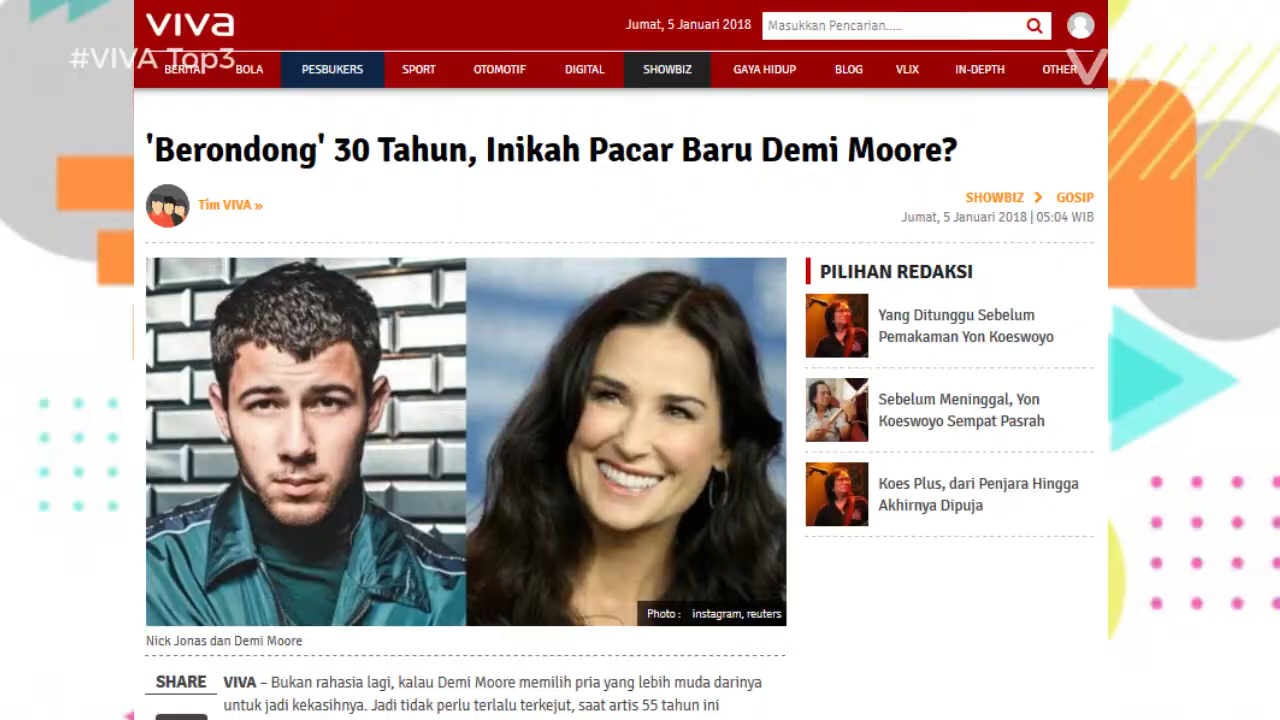 VIVA
Jumat, 5 Januari 2018
Masukkan Pencarian.....
#VIVA Top3
BERITA BOLA PESBUKERS SPORT OTOMOTIF DIGITAL SHOWBIZ GAYA HIDUP BLOG VLIX IN-DEPTH OTHER
'Berondong' 30 Tahun, Inikah Pacar Baru Demi Moore?
Tim VIVA »
SHOWBIZ > GOSIP
Jumat, 5 Januari 2018 | 05:04 WIB
Photo : instagram, reuters
Nick Jonas dan Demi Moore
SHARE
VIVA – Bukan rahasia lagi, kalau Demi Moore memilih pria yang lebih muda darinya
untuk jadi kekasihnya. Jadi tidak perlu terlalu terkejut, saat artis 55 tahun ini
PILIHAN REDAKSI
Yang Ditunggu Sebelum
Pemakaman Yon Koeswoyo
Sebelum Meninggal, Yon
Koeswoyo Sempat Pasrah
Koes Plus, dari Penjara Hingga
Akhirnya Dipuja